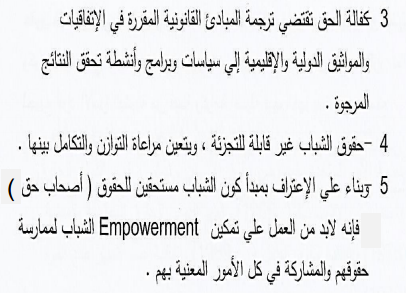 3 -كفالة الحق تقتضي ترجمة المبادئ القانونية المقررة في الإتفاقيات
والمواثيق الدولية والإقليمية إلي سياسات وبرامج وأنشطة تحقق النتائج
المرجوة .
4 -حقوق الشباب غير قابلة للتجزئة ، ويتعين مراعاة التوازن والتكامل بينها .
5 -وبناء علي الإعتراف بمبدأ كون الشباب مستحقين للحقوق ( أصحاب حق )
فإنه لابد من العمل علي تمكين Empowerment الشباب لممارسة
حقوقهم والمشاركة في كل الأمور المعنية بهم .